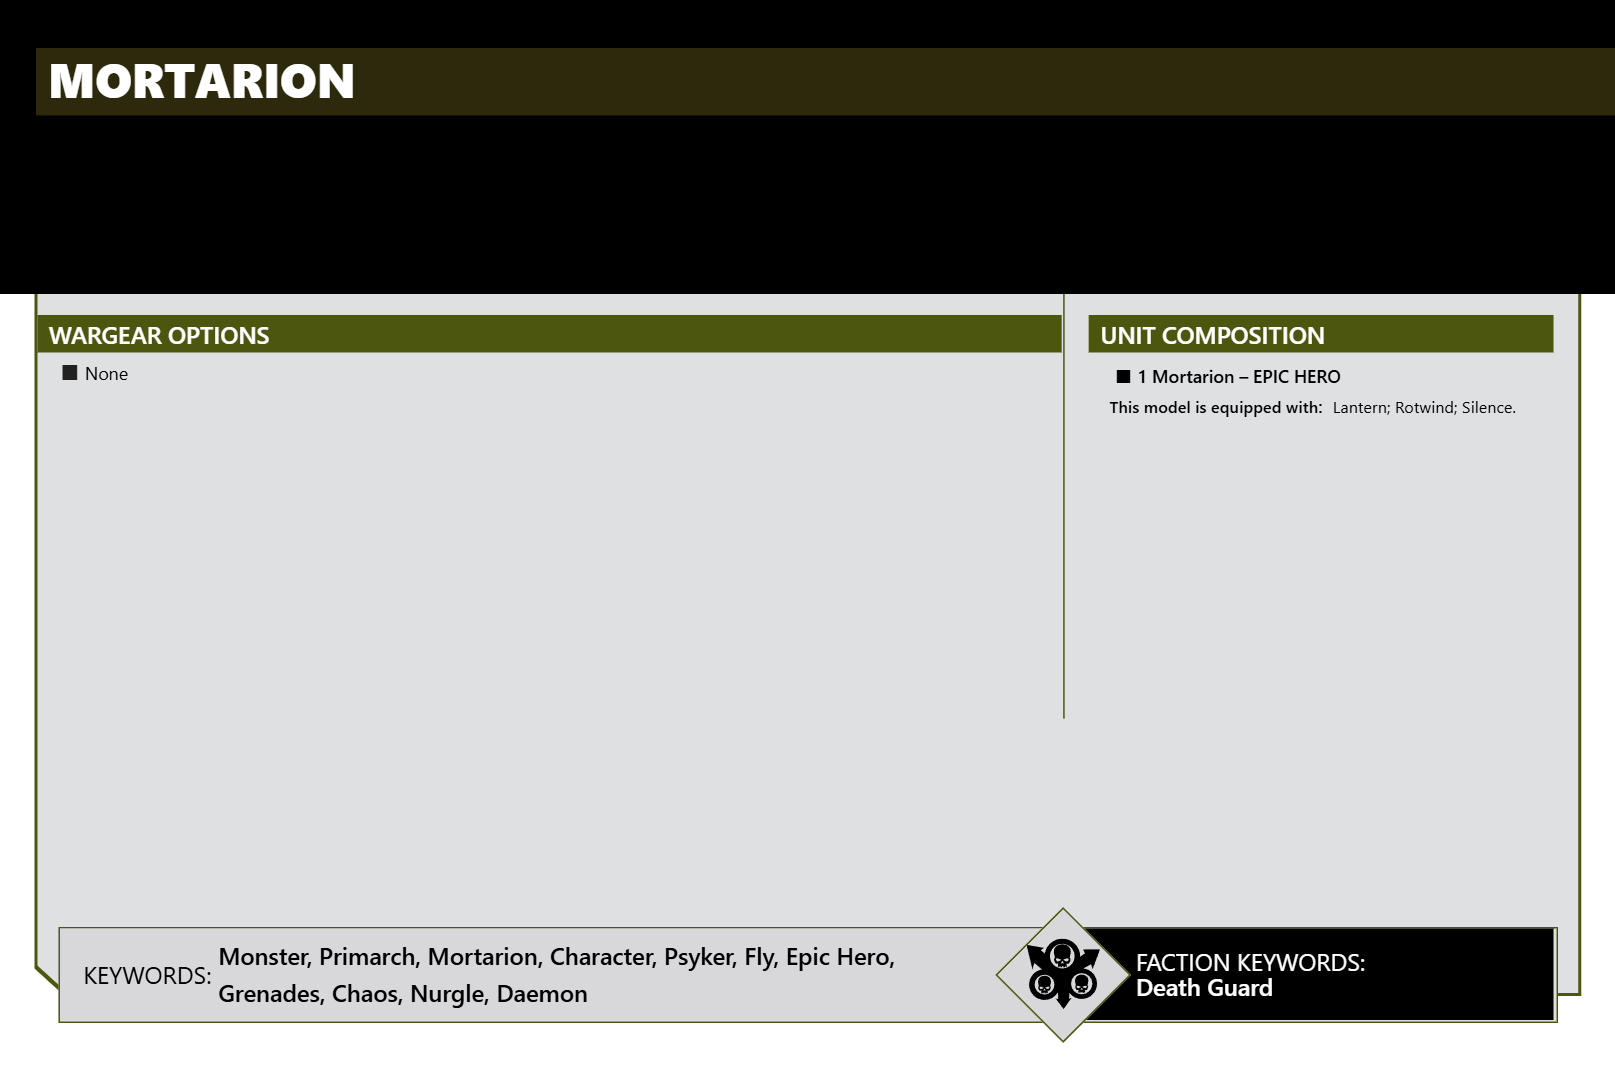 MORTARION
WARGEAR OPTIONS
■ None
UNIT COMPOSITION
■ 1 Mortarion – EPIC HERO
This model is equipped with: Lantern; Rotwind; Silence.
KEYWORDS:
Monster, Primarch, Mortarion, Character, Psyker, Fly, Epic Hero,
Grenades, Chaos, Nurgle, Daemon
FACTION KEYWORDS:
Death Guard